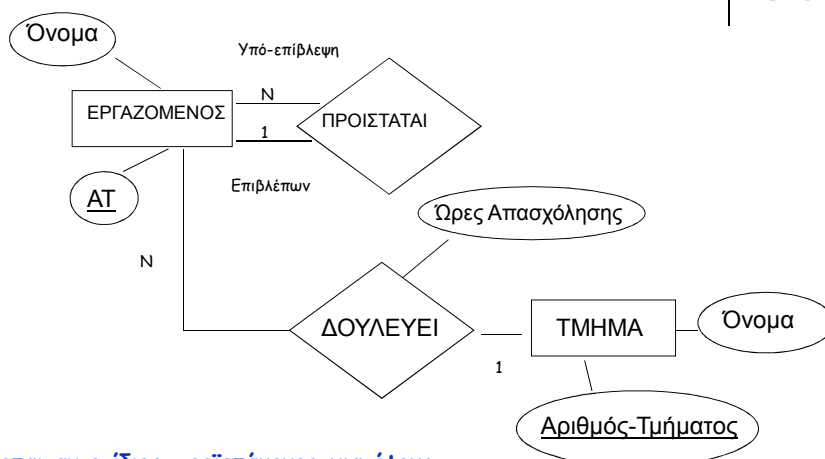 Όνομα
Υπό-επίβλεψη
ΕΡΓΑΖΟΜΕΝΟΣ
N
ΠΡΟΙΣΤΑΤΑΙ
1
ΑΤ
Επιβλέπων
Ώρες Απασχόλησης
N
ΔΟΥΛΕΥΕΙ
ΤΜΗΜΑ
Όνομα
1
Αριθμός-Τμήματος